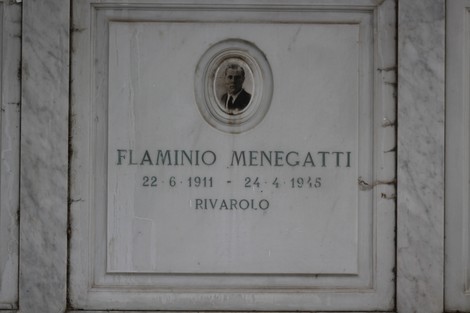 FLAMINIO MENEGATTI
22·6·1911 - 24·4·1945
RIVAROLO